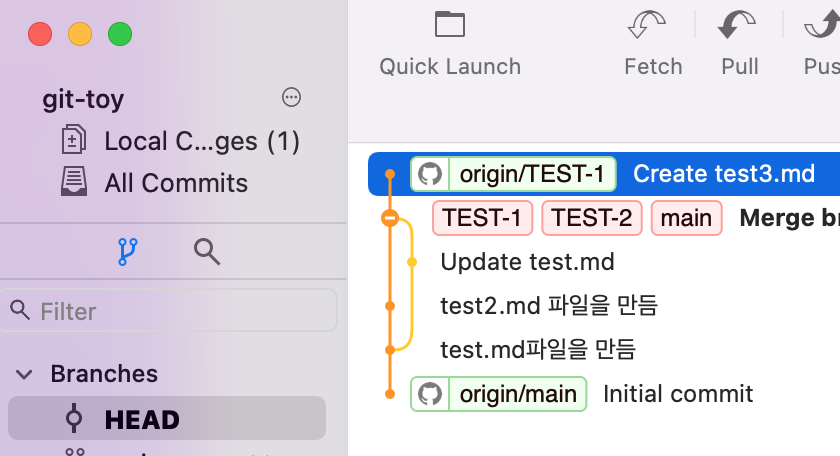 Quick Launch
Fetch
Pull
Pus
git-toy
Local C...ges (1)
All Commits
Filter
Branches
HEAD
origin/TEST-1 Create test3.md
TEST-1 TEST-2 main Merge br
Update test.md
test2.md 파일을 만듬
test.md파일을 만듬
origin/main Initial commit